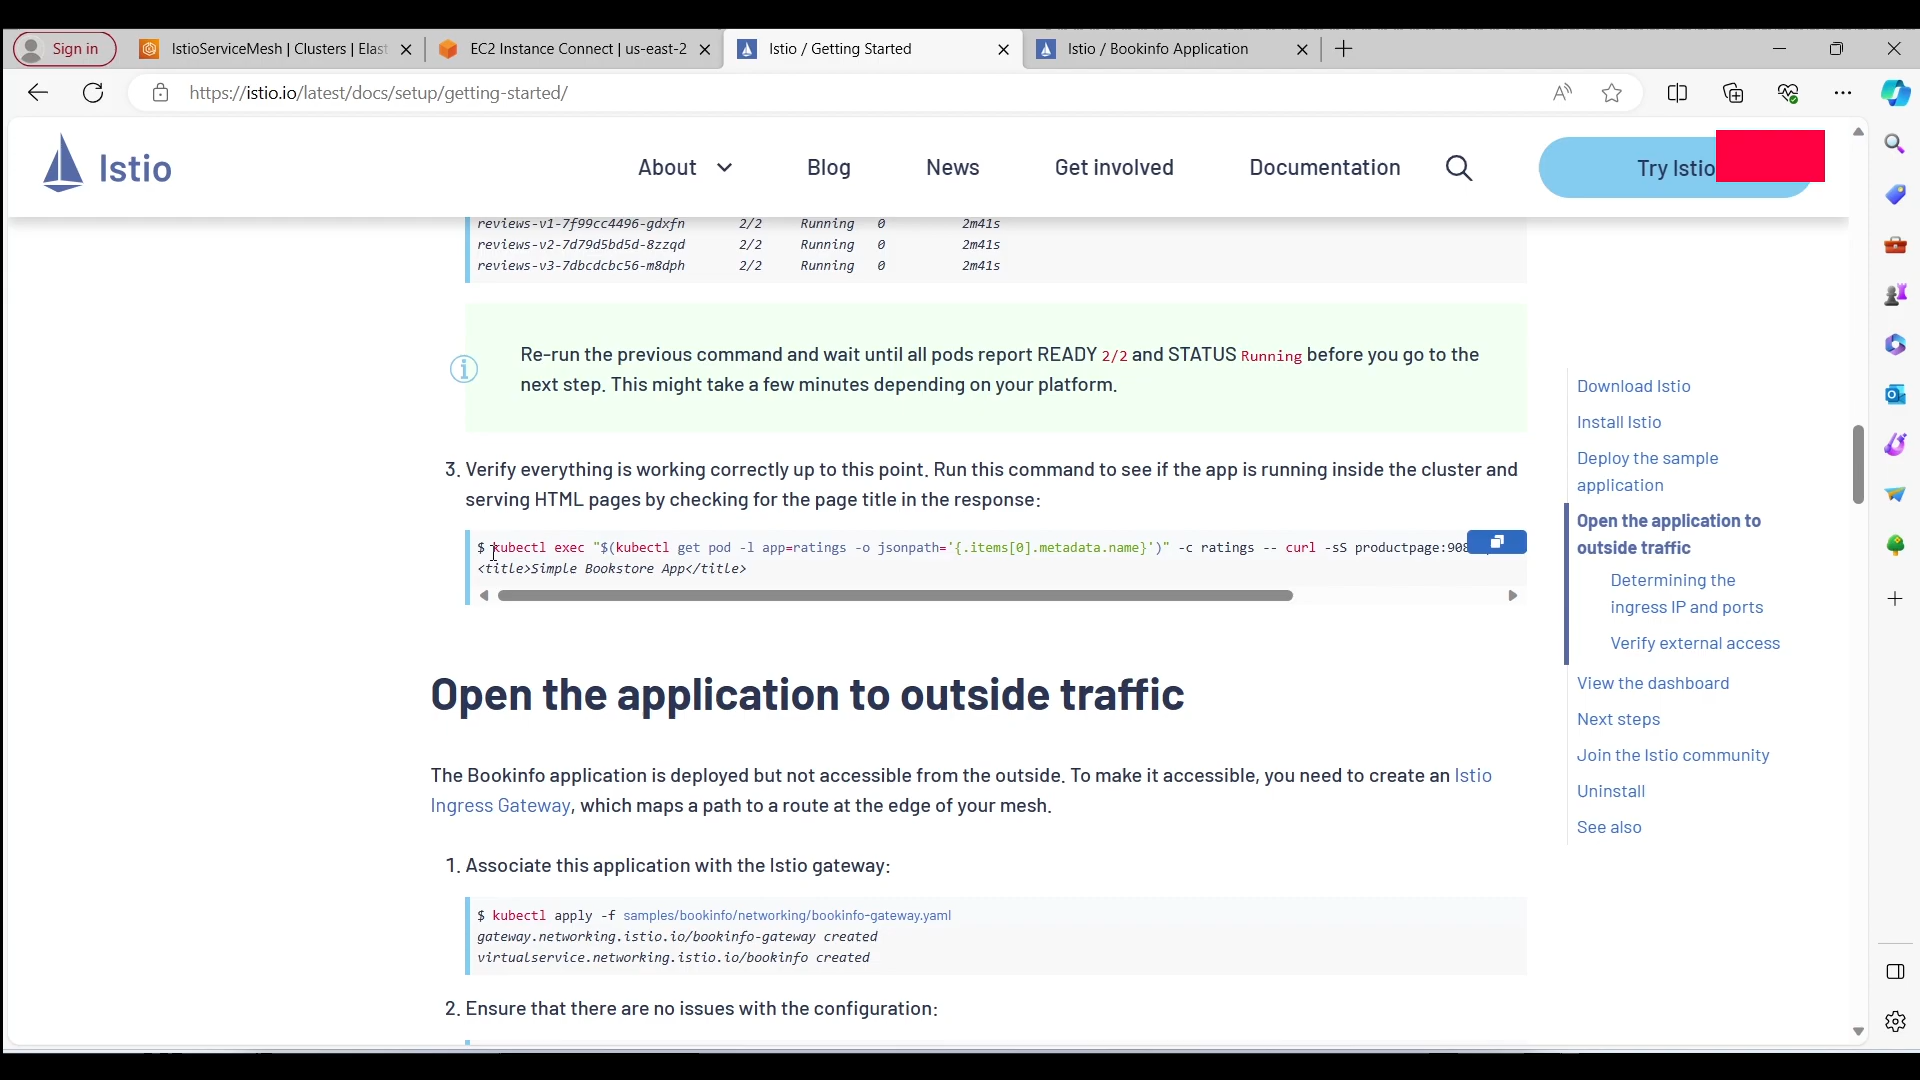 Sign in
IstioServiceMesh | Clusters | Elast
EC2 Instance Connect | us-east-2
Istio / Getting Started
Istio / Bookinfo Application
https://istio.io/latest/docs/setup/getting-started/
Istio
About
Blog
News
Get involved
Documentation
Try Istio
reviews-v1-7f99cc4496-gdxfn 2/2 Running 0 2m41s
reviews-v2-7d79d5bd5d-8zzqd 2/2 Running 0 2m41s
reviews-v3-7dbcdcbc56-m8dph 2/2 Running 0 2m41s
Re-run the previous command and wait until all pods report READY 2/2 and STATUS Running before you go to the
next step. This might take a few minutes depending on your platform.
3. Verify everything is working correctly up to this point. Run this command to see if the app is running inside the cluster and
serving HTML pages by checking for the page title in the response:
$ kubectl exec "$(kubectl get pod -l app=ratings -o jsonpath='{.items[0].metadata.name}')" -c ratings -- curl -sS productpage:908
<title>Simple Bookstore App</title>
Open the application to outside traffic
The Bookinfo application is deployed but not accessible from the outside. To make it accessible, you need to create an Istio
Ingress Gateway, which maps a path to a route at the edge of your mesh.
1. Associate this application with the Istio gateway:
$ kubectl apply -f samples/bookinfo/networking/bookinfo-gateway.yaml
gateway.networking.istio.io/bookinfo-gateway created
virtualservice.networking.istio.io/bookinfo created
2. Ensure that there are no issues with the configuration:
Download Istio
Install Istio
Deploy the sample
application
Open the application to
outside traffic
Determining the
ingress IP and ports
Verify external access
View the dashboard
Next steps
Join the Istio community
Uninstall
See also